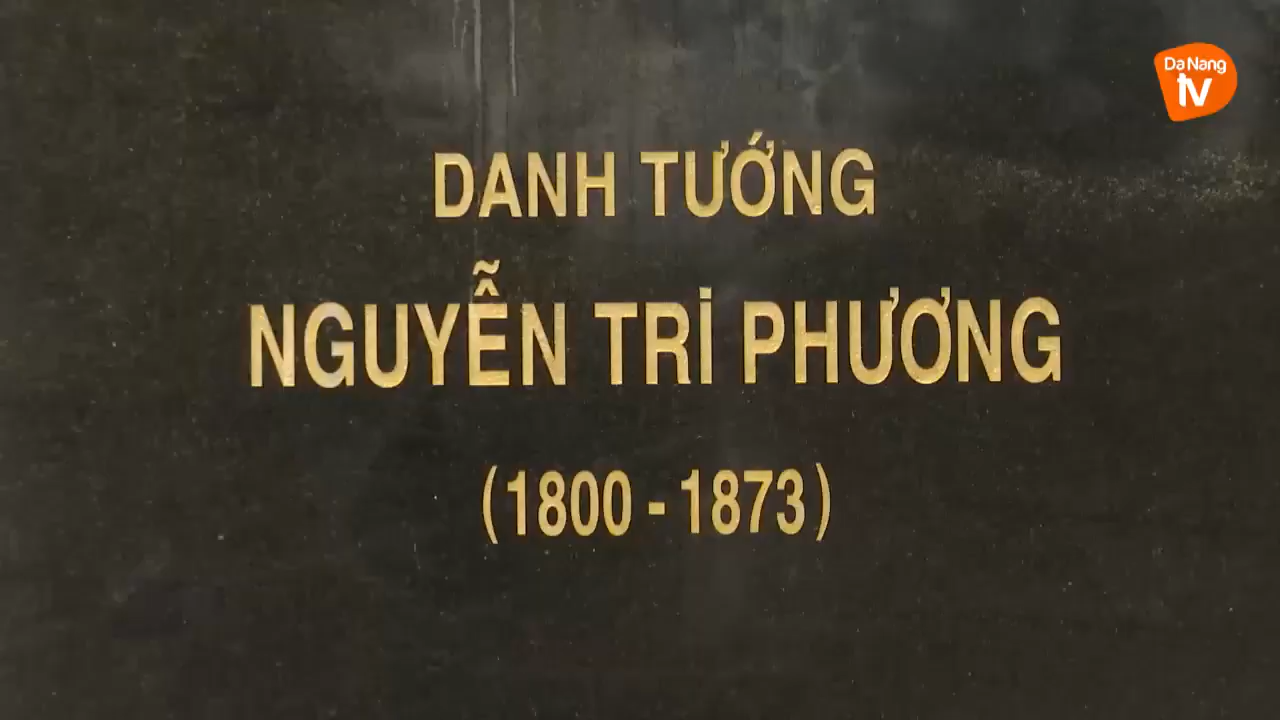 Da Nang
tv
DANH TƯỚNG
NGUYỄN TRi PHƯƠNG
(1800 - 1873)